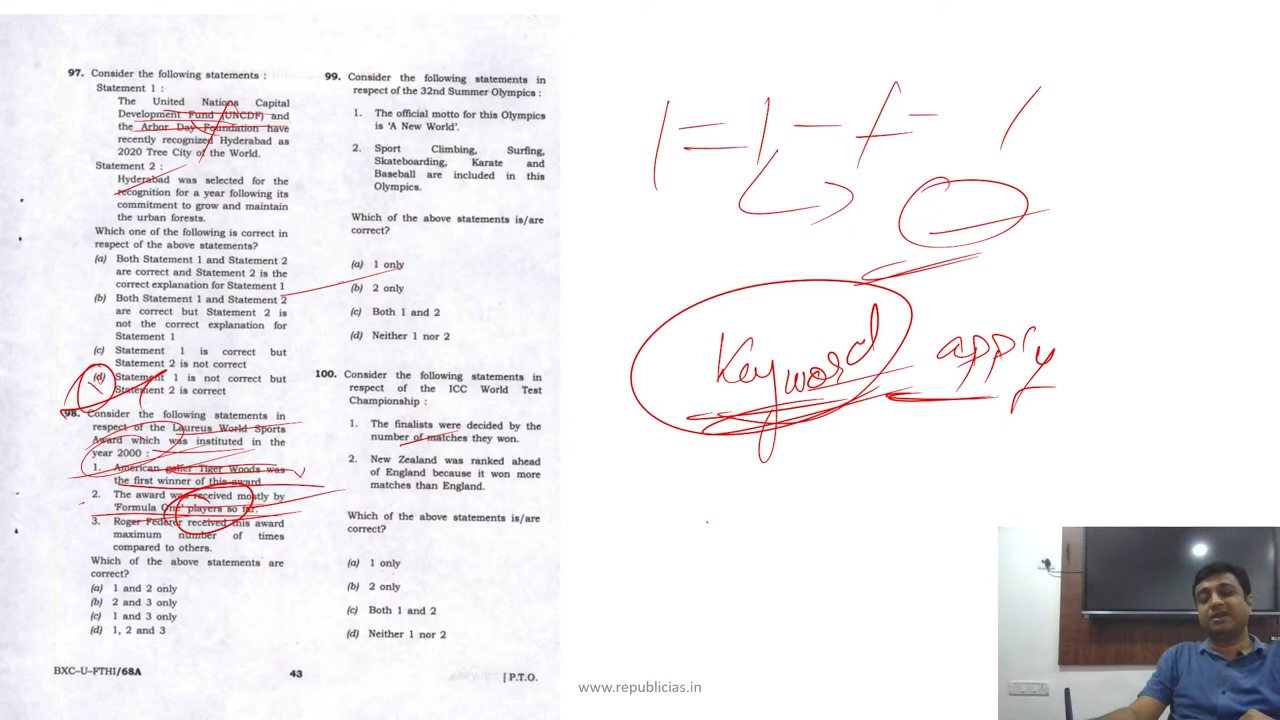 97. Consider the following statements :
Statement 1 :
The United Nations Capital
Development Fund (UNCDF) and
the Arbor Day Foundation have
recently recognized Hyderabad as
2020 Tree City of the World.
Statement 2 :
Hyderabad was selected for the
recognition for a year following its
commitment to grow and maintain
the urban forests.
Which one of the following is correct in
respect of the above statements?
(a) Both Statement 1 and Statement 2
are correct and Statement 2 is the
correct explanation for Statement 1
(b) Both Statement 1 and Statement 2
are correct but Statement 2 is
not the correct explanation for
Statement 1
(c) Statement 1 is correct but
Statement 2 is not correct
(d) Statement 1 is not correct but
Statement 2 is correct
98. Consider the following statements in
respect of the Laureus World Sports
Award which was instituted in the
year 2000 :
1. American golfer Tiger Woods was
the first winner of this award.
2. The award was received mostly by
'Formula One' players so far.
3. Roger Federer received this award
maximum number of times
compared to others.
Which of the above statements are
correct?
(a) 1 and 2 only
(b) 2 and 3 only
(c) 1 and 3 only
(d) 1, 2 and 3
99. Consider the following statements in
respect of the 32nd Summer Olympics :
1. The official motto for this Olympics
is 'A New World'.
2. Sport Climbing, Surfing,
Skateboarding, Karate and
Baseball are included in this
Olympics.
Which of the above statements is/are
correct?
(a) 1 only
(b) 2 only
(c) Both 1 and 2
(d) Neither 1 nor 2
100. Consider the following statements in
respect of the ICC World Test
Championship :
1. The finalists were decided by the
number of matches they won.
2. New Zealand was ranked ahead
of England because it won more
matches than England.
Which of the above statements is/are
correct?
(a) 1 only
(b) 2 only
(c) Both 1 and 2
(d) Neither 1 nor 2
BXC-U-FTHI/68A
43
[ P.T.O.
Keyword apply
www.republicias.in